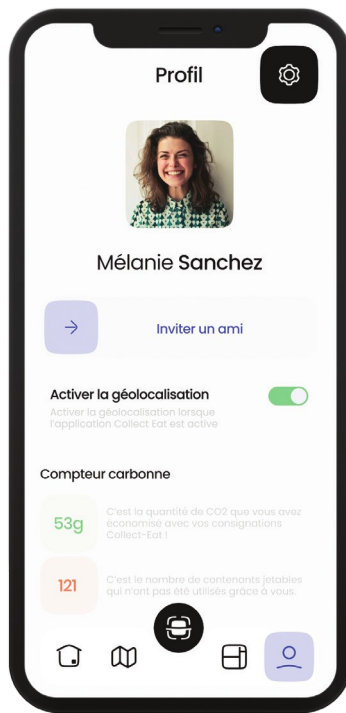 Profil
Mélanie Sanchez
Inviter un ami
Activer la géolocalisation
Activer la géolocalisation lorsque
l'application Collect Eat est active
Compteur carbonne
53g
C'est la quantité de CO2 que vous avez
économisé avec vos consignations
Collect-Eat !
121
C'est le nombre de contenants jetables
qui n'ont pas été utilisés grâce à vous.